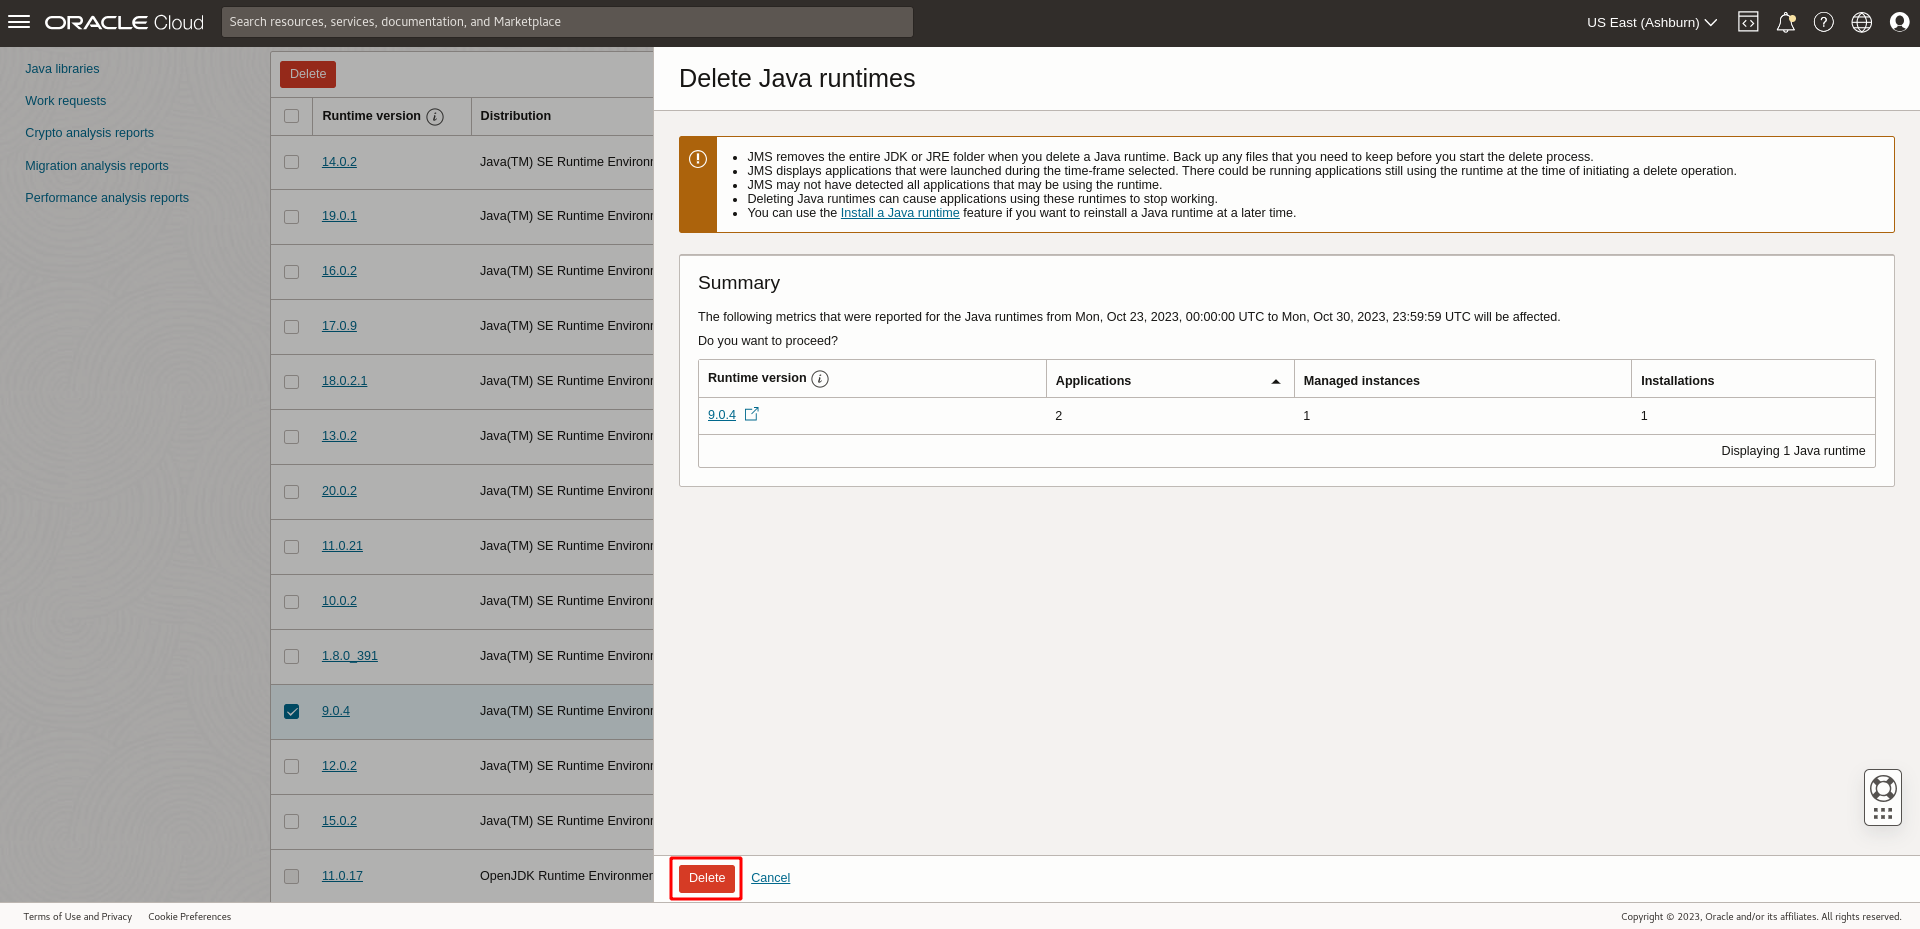 ORACLE Cloud
Search resources, services, documentation, and Marketplace
US East (Ashburn)
Java libraries
Work requests
Crypto analysis reports
Migration analysis reports
Performance analysis reports
Delete
Runtime version Distribution
14.0.2 Java(TM) SE Runtime Environ
19.0.1 Java(TM) SE Runtime Environ
16.0.2 Java(TM) SE Runtime Environ
17.0.9 Java(TM) SE Runtime Environ
18.0.2.1 Java(TM) SE Runtime Environ
13.0.2 Java(TM) SE Runtime Environ
20.0.2 Java(TM) SE Runtime Environ
11.0.21 Java(TM) SE Runtime Environ
10.0.2 Java(TM) SE Runtime Environ
1.8.0_391 Java(TM) SE Runtime Environ
9.0.4 Java(TM) SE Runtime Environ
12.0.2 Java(TM) SE Runtime Environ
15.0.2 Java(TM) SE Runtime Environ
11.0.17 OpenJDK Runtime Environmen
Delete Java runtimes
• JMS removes the entire JDK or JRE folder when you delete a Java runtime. Back up any files that you need to keep before you start the delete process.
• JMS displays applications that were launched during the time-frame selected. There could be running applications still using the runtime at the time of initiating a delete operation.
• JMS may not have detected all applications that may be using the runtime.
• Deleting Java runtimes can cause applications using these runtimes to stop working.
• You can use the Install a Java runtime feature if you want to reinstall a Java runtime at a later time.
Summary
The following metrics that were reported for the Java runtimes from Mon, Oct 23, 2023, 00:00:00 UTC to Mon, Oct 30, 2023, 23:59:59 UTC will be affected.
Do you want to proceed?
Runtime version Applications Managed instances Installations
9.0.4 2 1 1
Displaying 1 Java runtime
Delete Cancel
Terms of Use and Privacy Cookie Preferences
Copyright © 2023, Oracle and/or its affiliates. All rights reserved.